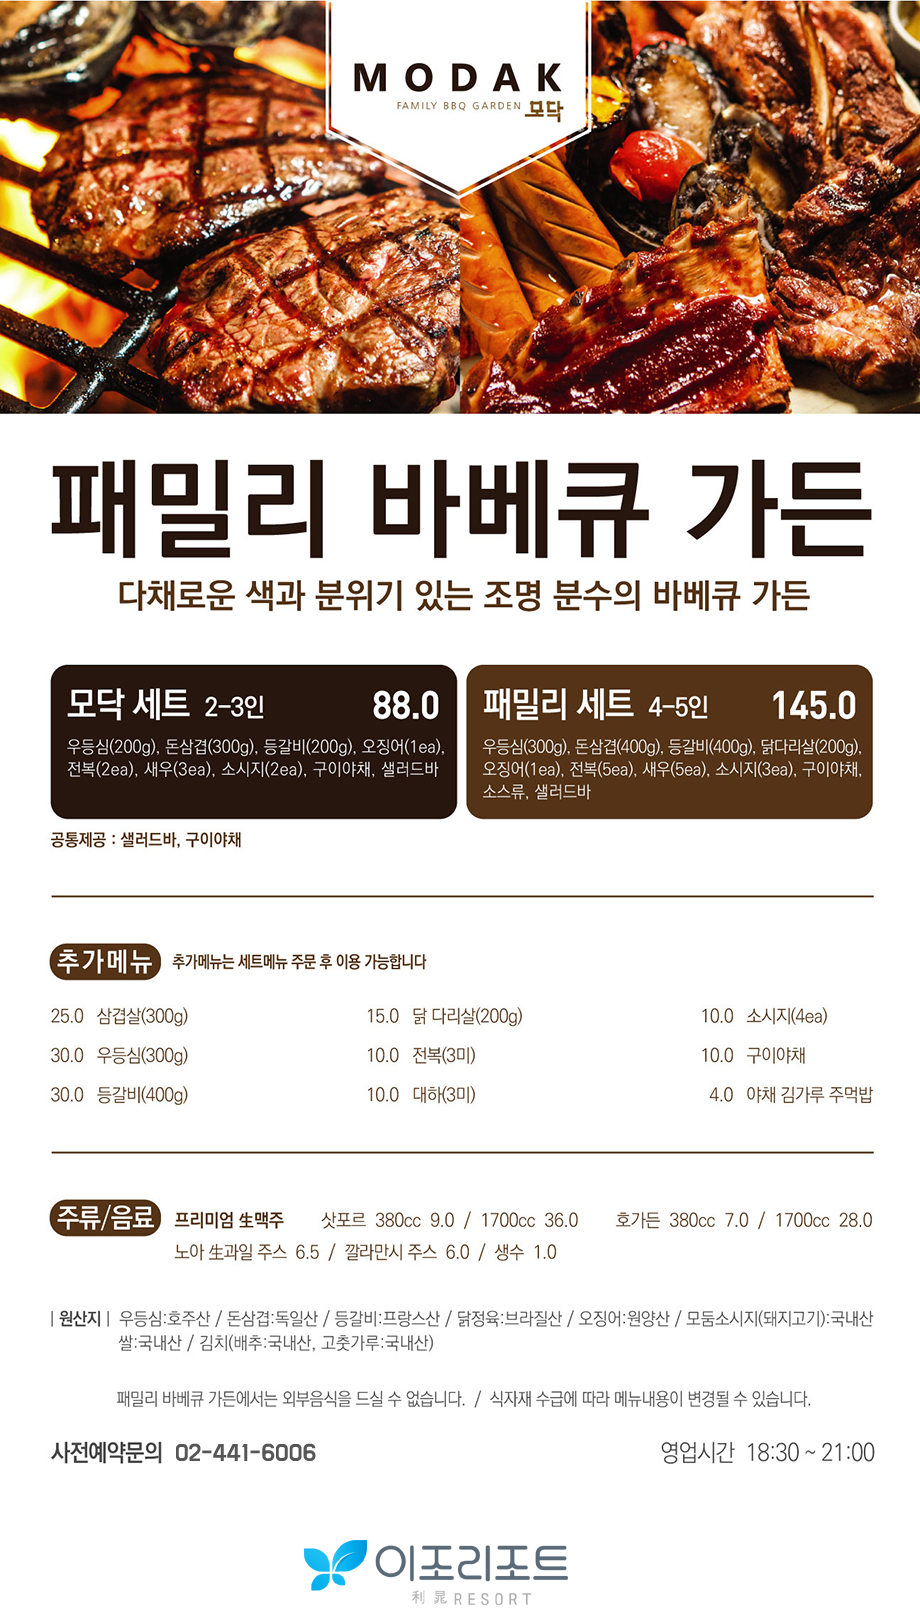 MODAK
FAMILY BBQ GARDEN 모닥
패밀리 바베큐 가든
다채로운 색과 분위기 있는 조명 분수의 바베큐 가든
모닥 세트 2-3인 88.0
우등심(200g), 돈삼겹(300g), 등갈비(200g), 오징어(1ea),
전복(2ea), 새우(3ea), 소시지(2ea), 구이야채, 샐러드바
패밀리 세트 4-5인 145.0
우등심(300g), 돈삼겹(400g), 등갈비(400g), 닭다리살(200g),
오징어(1ea), 전복(5ea), 새우(5ea), 소시지(3ea), 구이야채,
소스류, 샐러드바
공통제공 : 샐러드바, 구이야채
추가메뉴 추가메뉴는 세트메뉴 주문 후 이용 가능합니다
25.0 삼겹살(300g) 15.0 닭 다리살(200g) 10.0 소시지(4ea)
30.0 우등심(300g) 10.0 전복(3미) 10.0 구이야채
30.0 등갈비(400g) 10.0 대하(3미) 4.0 야채 김가루 주먹밥
주류/음료 프리미엄 生맥주 삿포르 380cc 9.0 / 1700cc 36.0 호가든 380cc 7.0 / 1700cc 28.0
노아 生과일 주스 6.5 / 깔라만시 주스 6.0 / 생수 1.0
| 원산지 | 우등심:호주산 / 돈삼겹:독일산 / 등갈비:프랑스산 / 닭정육:브라질산 / 오징어:원양산 / 모둠소시지(돼지고기):국내산
쌀:국내산 / 김치(배추:국내산, 고춧가루:국내산)
패밀리 바베큐 가든에서는 외부음식을 드실 수 없습니다. / 식자재 수급에 따라 메뉴내용이 변경될 수 있습니다.
사전예약문의 02-441-6006 영업시간 18:30 ~ 21:00
이조리조트
利 晁 RESORT